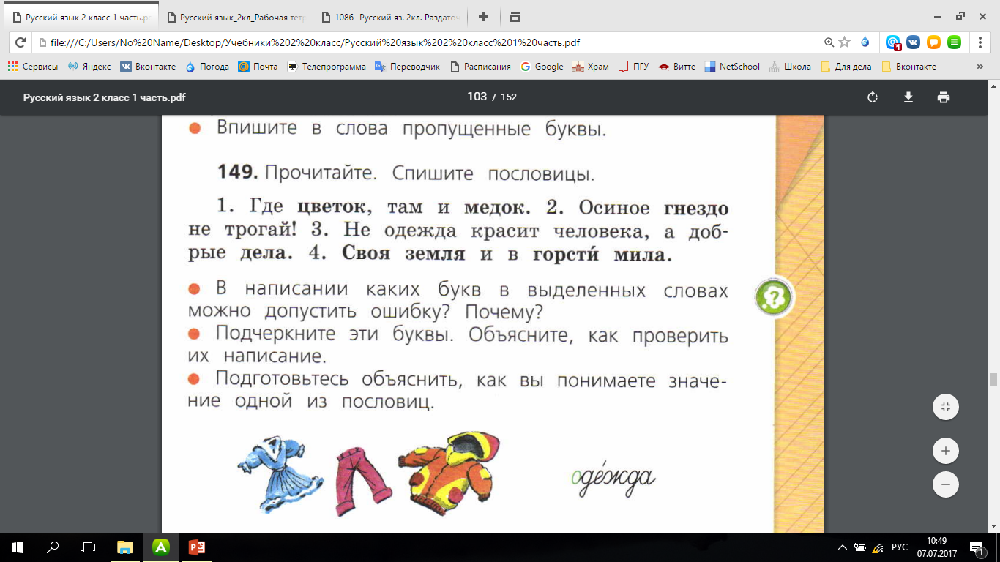 Русский язык 2 класс 1 часть.p
Русский язык_2кл_Рабочая тет
1086- Русский яз. 2кл. Раздаточ
file:///C:/Users/No%20Name/Desktop/Учебники%202%20класс/Русский%20язык%202%20класс%201%20часть.pdf
1
Сервисы Яндекс Вконтакте Погода Почта Телепрограмма Переводчик Расписания Google Храм ПГУ Витте NetSchool Школа Для дела Вконтакте »
Русский язык 2 класс 1 часть.pdf 103 / 152
Впишите в слова пропущенные буквы.
149. Прочитайте. Спишите пословицы.
1. Где цветок, там и медок. 2. Осиное гнездо
не трогай! 3. Не одежда красит человека, а доб-
рые дела. 4. Своя земля и в горсти́ мила.
В написании каких букв в выделенных словах
можно допустить ошибку? Почему?
?
Подчеркните эти буквы. Объясните, как проверить
их написание.
Подготовьтесь объяснить, как вы понимаете значе-
ние одной из пословиц.
оде́жда
РУС
10:49
07.07.2017
1